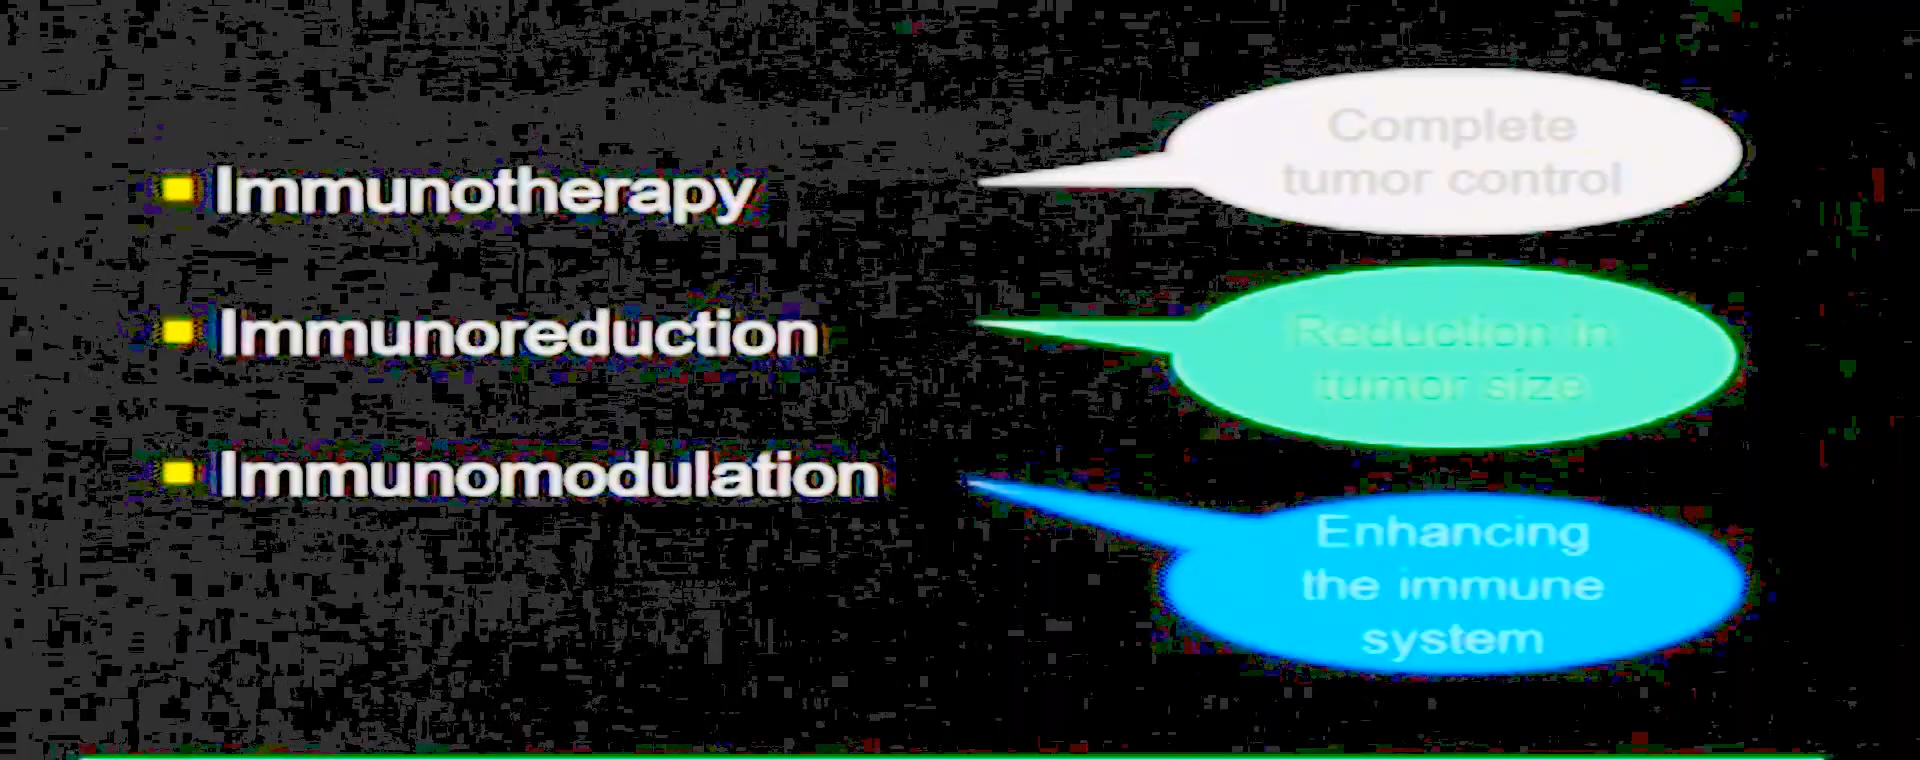 Immunotherapy
Complete
tumor control
Immunoreduction
Reduction in
tumor size
Immunomodulation
Enhancing
the immune
system